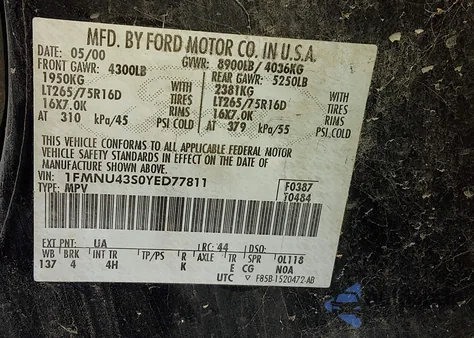 MFD. BY FORD MOTOR CO. IN U.S.A.
DATE: 05/00 GVWR: 8900LB/ 4036KG
FRONT GAWR: 4300LB REAR GAWR: 5250LB
1950KG WITH 2381KG WITH
LT265/75R16D TIRES LT265/75R16D TIRES
16X7.0K RIMS 16X7.0K RIMS
AT 310 kPa/45 PSI.COLD AT 379 kPa/55 PSI.COLD
THIS VEHICLE CONFORMS TO ALL APPLICABLE FEDERAL MOTOR
VEHICLE SAFETY STANDARDS IN EFFECT ON THE DATE OF
MANUFACTURE SHOWN ABOVE.
VIN: 1FMNU43S0YED77811 F0387
TYPE: MPV T0484
EXT PNT: UA RC: 44 DSO:
WB BRK INT TR TP/PS R AXLE TR SPR 0L118
137 4 4H K E CG N0A
UTC F85B-1520472-AB